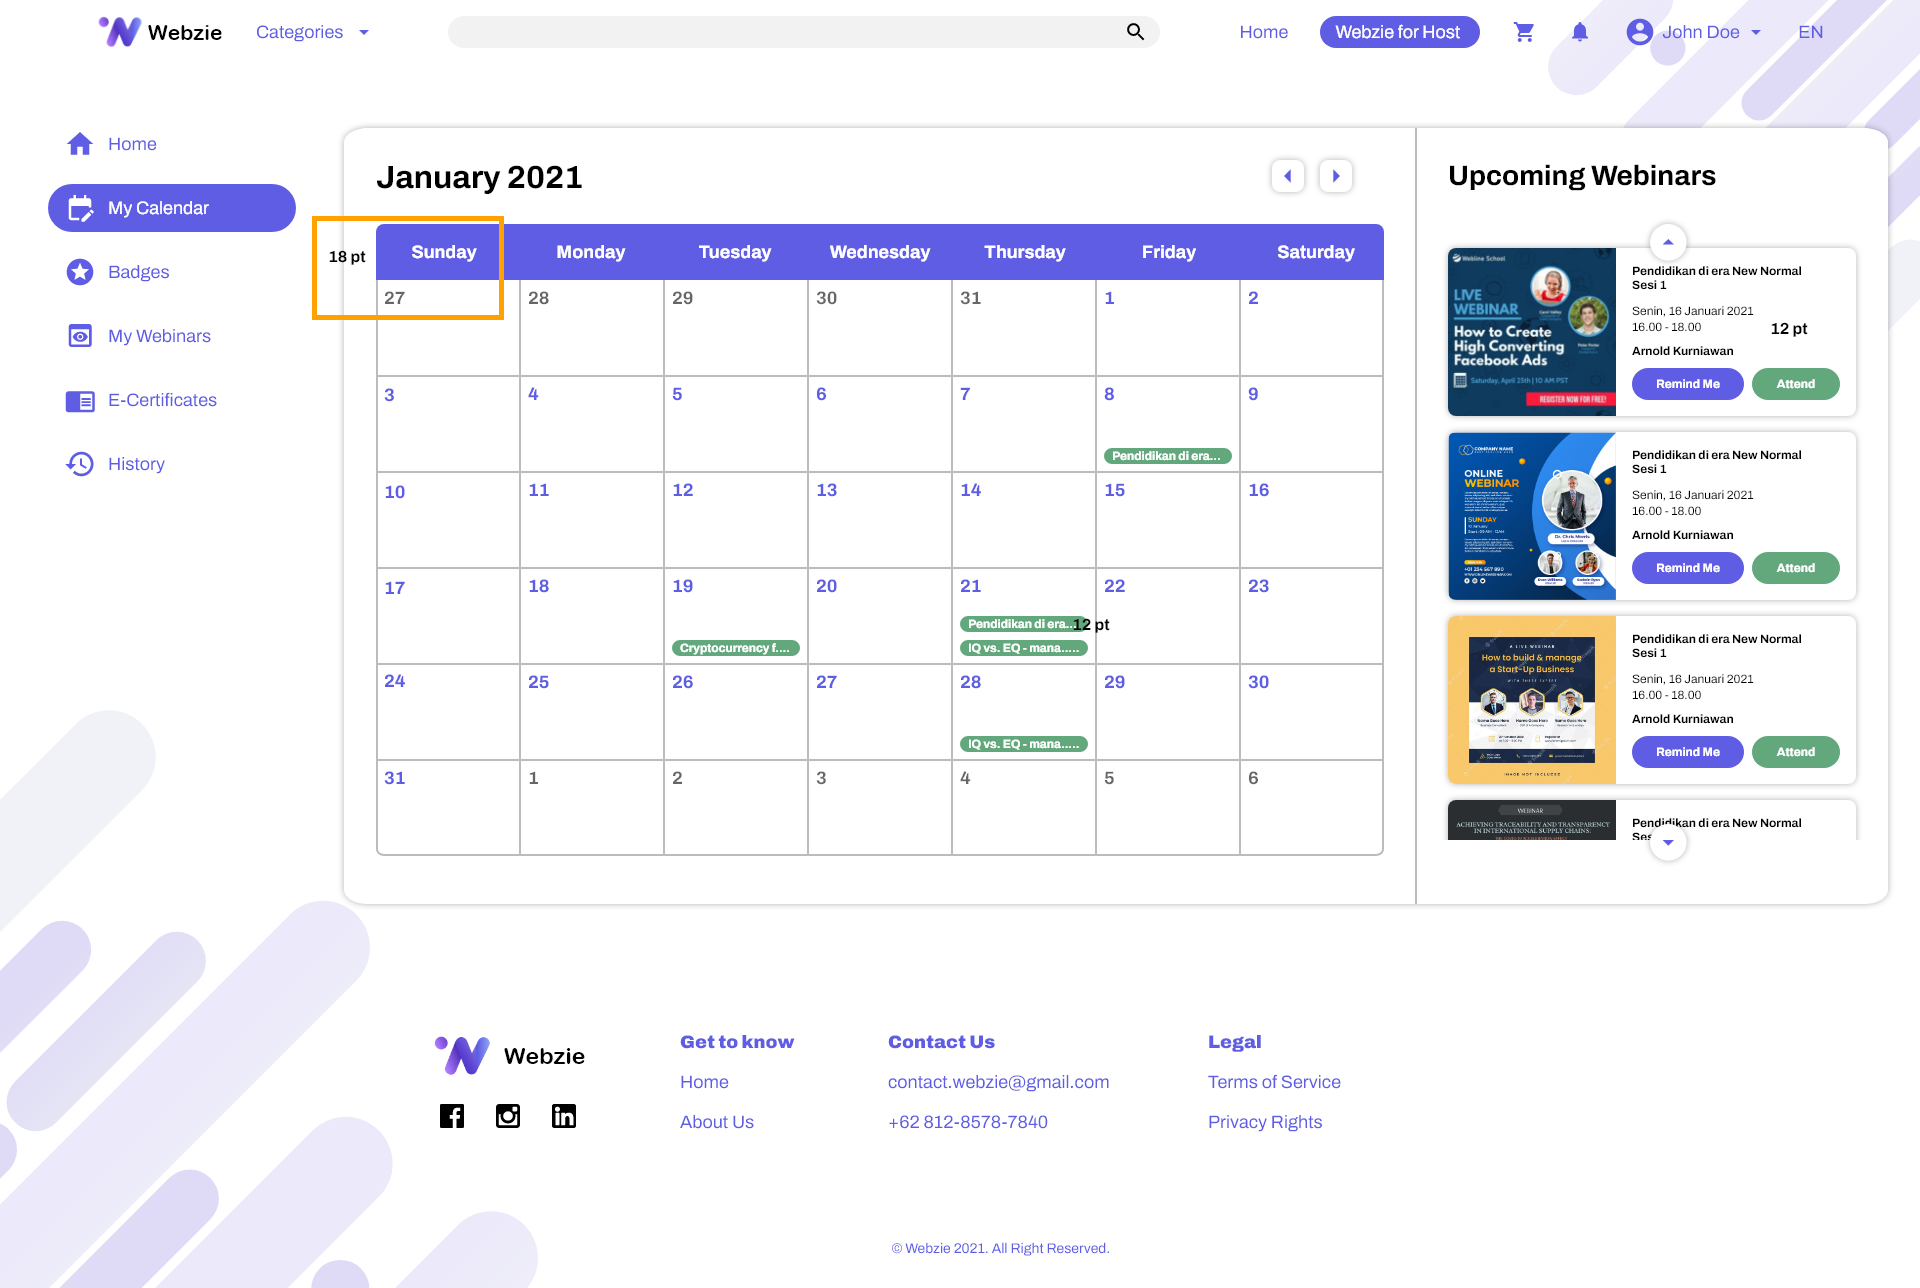 Webzie
Categories
Home
Webzie for Host
John Doe
EN
Home
My Calendar
Badges
My Webinars
E-Certificates
History
January 2021
18 pt
Sunday Monday Tuesday Wednesday Thursday Friday Saturday
27 28 29 30 31 1 2
3 4 5 6 7 8 9
Pendidikan di era...
10 11 12 13 14 15 16
17 18 19 20 21 22 23
Pendidikan di era...
12 pt
Cryptocurrency f.... IQ vs. EQ - mana.....
24 25 26 27 28 29 30
IQ vs. EQ - mana.....
31 1 2 3 4 5 6
Upcoming Webinars
Webline School
LIVE
WEBINAR
How to Create
High Converting
Facebook Ads
Saturday, April 25th | 10 AM PST
REGISTER NOW FOR FREE!
Pendidikan di era New Normal
Sesi 1
Senin, 16 Januari 2021
16.00 - 18.00
12 pt
Arnold Kurniawan
Remind Me Attend
COMPANY NAME
ONLINE
WEBINAR
SUNDAY
Dr. Chris Morris
Pendidikan di era New Normal
Sesi 1
Senin, 16 Januari 2021
16.00 - 18.00
Arnold Kurniawan
Remind Me Attend
A LIVE WEBINAR
How to build & manage
a Start-Up Business
WITH THESE EXPERT
IMAGE NOT INCLUDED
Pendidikan di era New Normal
Sesi 1
Senin, 16 Januari 2021
16.00 - 18.00
Arnold Kurniawan
Remind Me Attend
WEBINAR
ACHIEVING TRACEABILITY AND TRANSPARENCY
IN INTERNATIONAL SUPPLY CHAINS:
Pendidikan di era New Normal
Webzie
Get to know
Home
About Us
Contact Us
contact.webzie@gmail.com
+62 812-8578-7840
Legal
Terms of Service
Privacy Rights
© Webzie 2021. All Right Reserved.